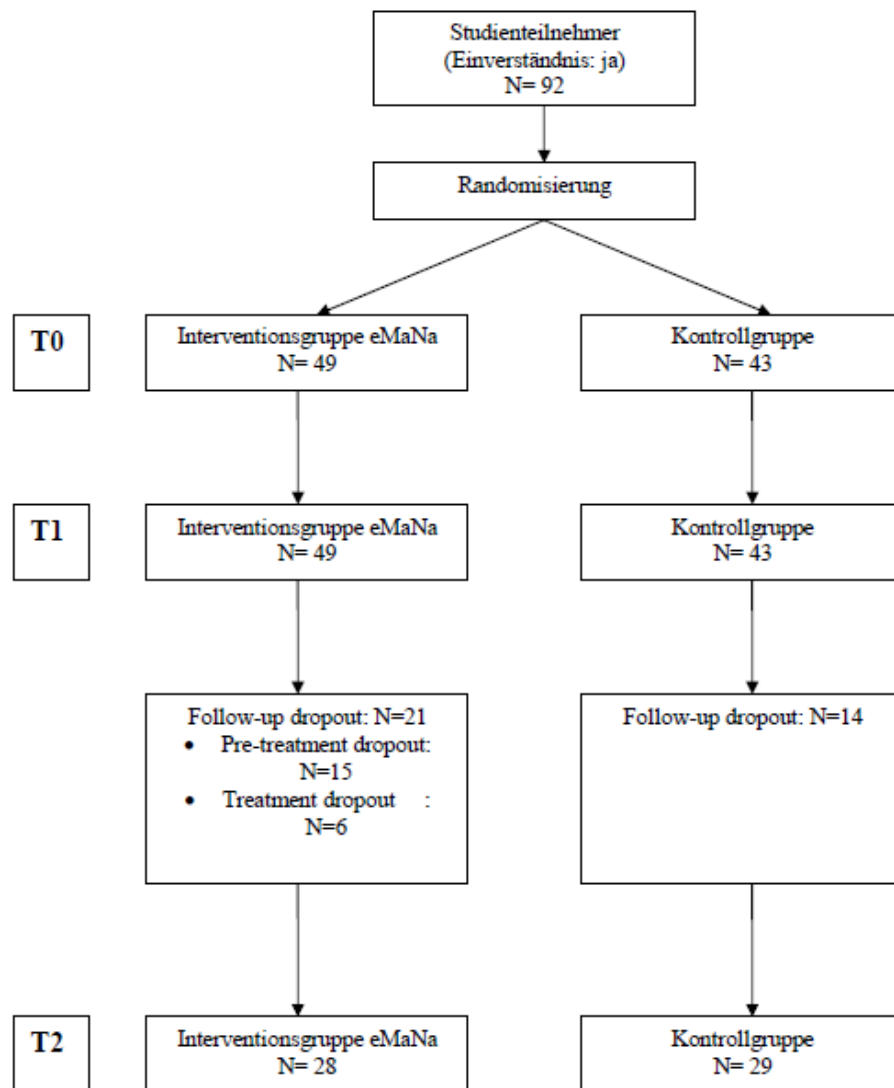 Studienteilnehmer
(Einverständnis: ja)
N= 92
Randomisierung
T0
Interventionsgruppe eMaNa
N= 49
Kontrollgruppe
N= 43
T1
Interventionsgruppe eMaNa
N= 49
Kontrollgruppe
N= 43
Follow-up dropout: N=21
• Pre-treatment dropout:
N=15
• Treatment dropout :
N=6
Follow-up dropout: N=14
T2
Interventionsgruppe eMaNa
N= 28
Kontrollgruppe
N= 29